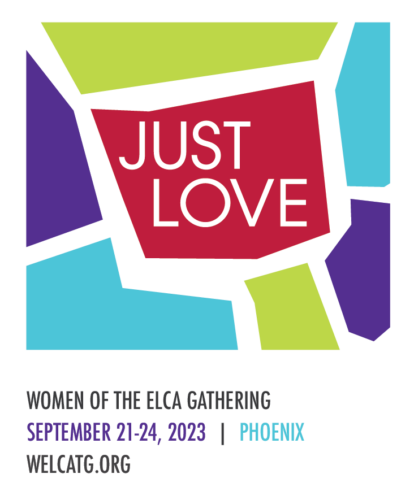 JUST
LOVE
WOMEN OF THE ELCA GATHERING
SEPTEMBER 21-24, 2023 | PHOENIX
WELCATG.ORG